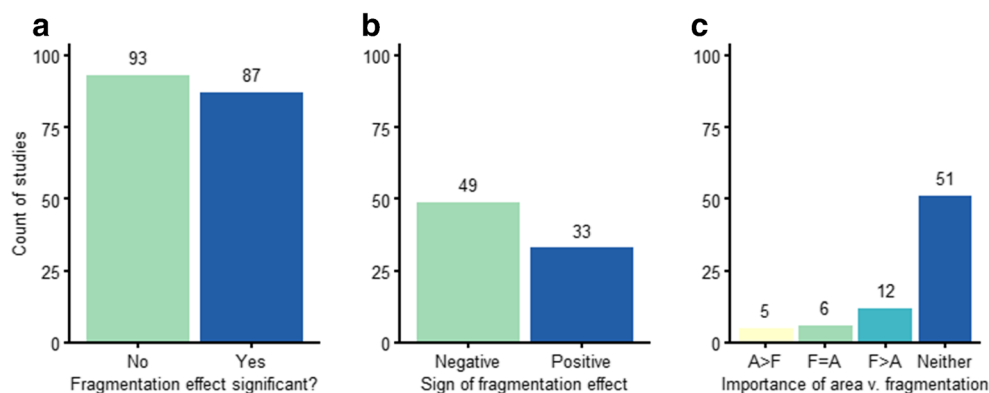 a
Count of studies
100
75
50
25
0
93
87
No
Yes
Fragmentation effect significant?
b
100
75
50
25
0
49
33
Negative
Positive
Sign of fragmentation effect
c
100
75
50
25
0
5
6
12
51
A>F
F=A
F>A
Neither
Importance of area v. fragmentation